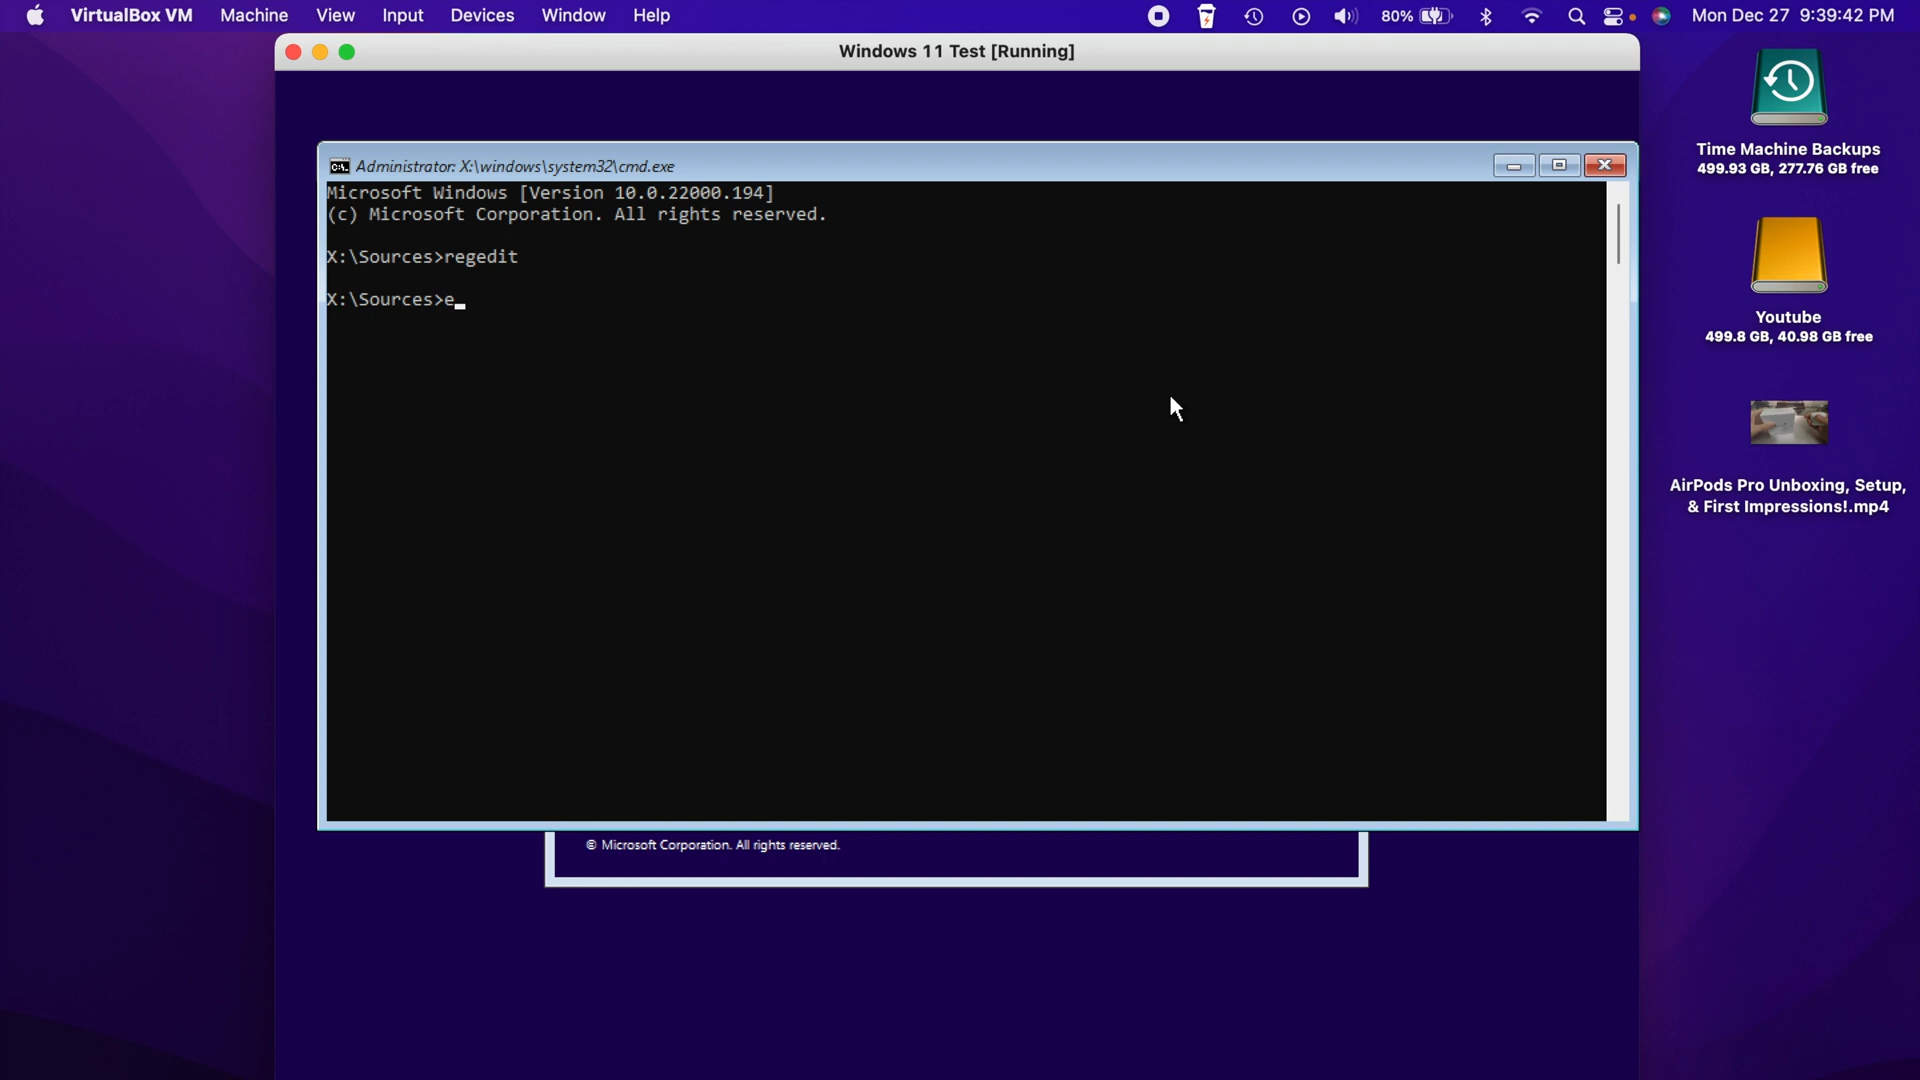 VirtualBox VM Machine View Input Devices Window Help 80% Mon Dec 27 9:39:42 PM
Windows 11 Test [Running]
Administrator: X:\windows\system32\cmd.exe
Microsoft Windows [Version 10.0.22000.194]
(c) Microsoft Corporation. All rights reserved.
X:\Sources>regedit
X:\Sources>e_
© Microsoft Corporation. All rights reserved.
Time Machine Backups
499.93 GB, 277.76 GB free
Youtube
499.8 GB, 40.98 GB free
AirPods Pro Unboxing, Setup,
& First Impressions!.mp4